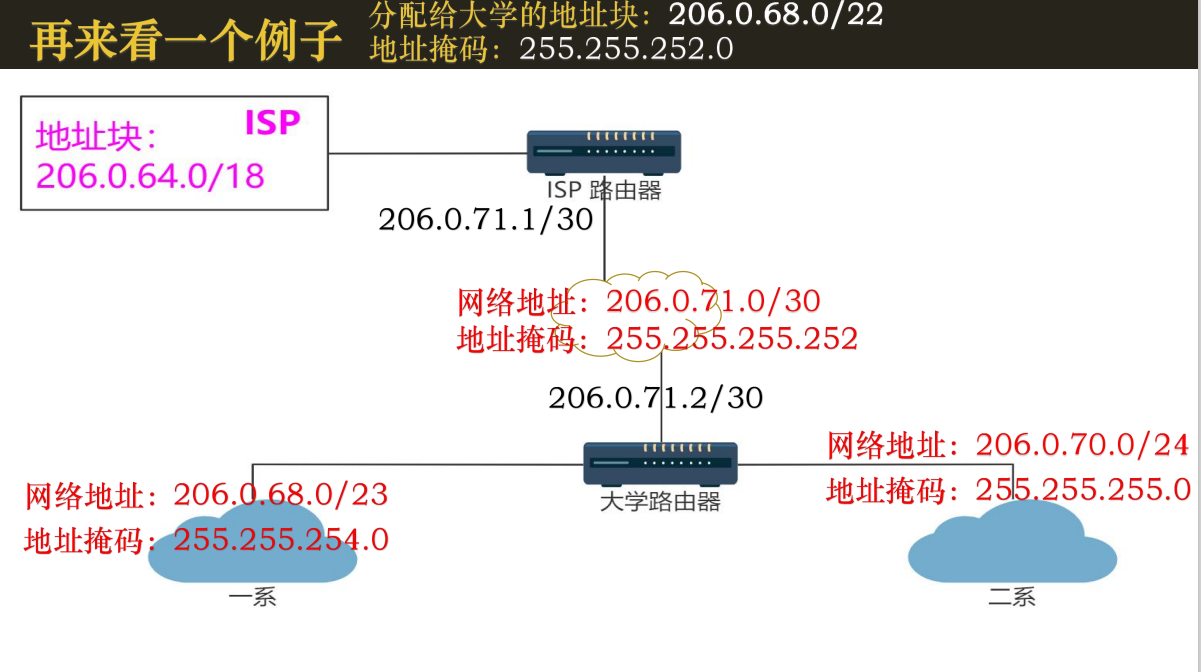 再来看一个例子
分配给大学的地址块：206.0.68.0/22
地址掩码：255.255.252.0
ISP
地址块：
206.0.64.0/18
ISP 路由器
206.0.71.1/30
网络地址：206.0.71.0/30
地址掩码：255.255.255.252
206.0.71.2/30
大学路由器
网络地址：206.0.70.0/24
地址掩码：255.255.255.0
网络地址：206.0.68.0/23
地址掩码：255.255.254.0
一系
二系